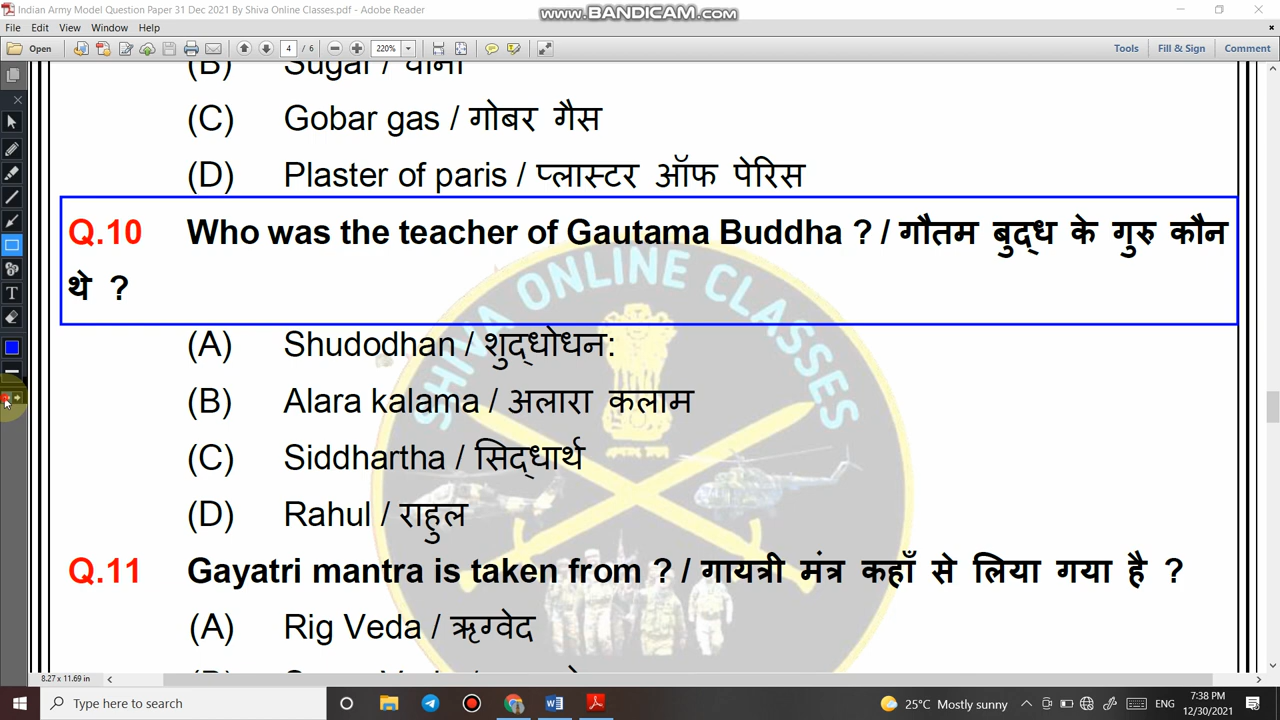 Indian Army Model Question Paper 31 Dec 2021 By Shiva Online Classes.pdf - Adobe Reader
www.BANDICAM.com
File Edit View Window Help
Open 4 / 6 220% Tools Fill & Sign Comment
(B) Sugar / चीनी
(C) Gobar gas / गोबर गैस
(D) Plaster of paris / प्लास्टर ऑफ पेरिस
Q.10 Who was the teacher of Gautama Buddha ? / गौतम बुद्ध के गुरु कौन
थे ?
(A) Shudodhan / शुद्धोधन:
(B) Alara kalama / अलारा कलाम
(C) Siddhartha / सिद्धार्थ
(D) Rahul / राहुल
Q.11 Gayatri mantra is taken from ? / गायत्री मंत्र कहाँ से लिया गया है ?
(A) Rig Veda / ऋग्वेद
SHIVA ONLINE CLASSES
8.27 x 11.69 in
Type here to search
25°C Mostly sunny
ENG
7:38 PM
12/30/2021